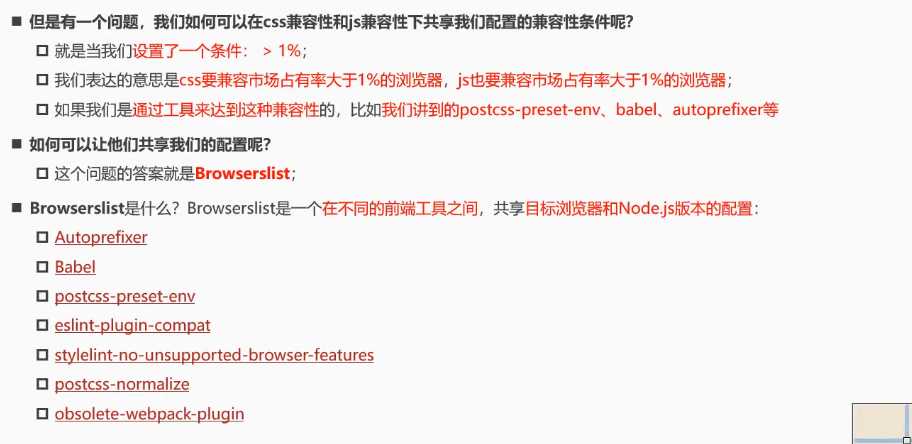 但是有一个问题，我们如何可以在css兼容性和js兼容性下共享我们配置的兼容性条件呢？
就是当我们设置了一个条件： > 1%；
我们表达的意思是css要兼容市场占有率大于1%的浏览器，js也要兼容市场占有率大于1%的浏览器；
如果我们是通过工具来达到这种兼容性的，比如我们讲到的postcss-preset-env、babel、autoprefixer等
如何可以让他们共享我们的配置呢？
这个问题的答案就是Browserslist；
Browserslist是什么？Browserslist是一个在不同的前端工具之间，共享目标浏览器和Node.js版本的配置：
Autoprefixer
Babel
postcss-preset-env
eslint-plugin-compat
stylelint-no-unsupported-browser-features
postcss-normalize
obsolete-webpack-plugin